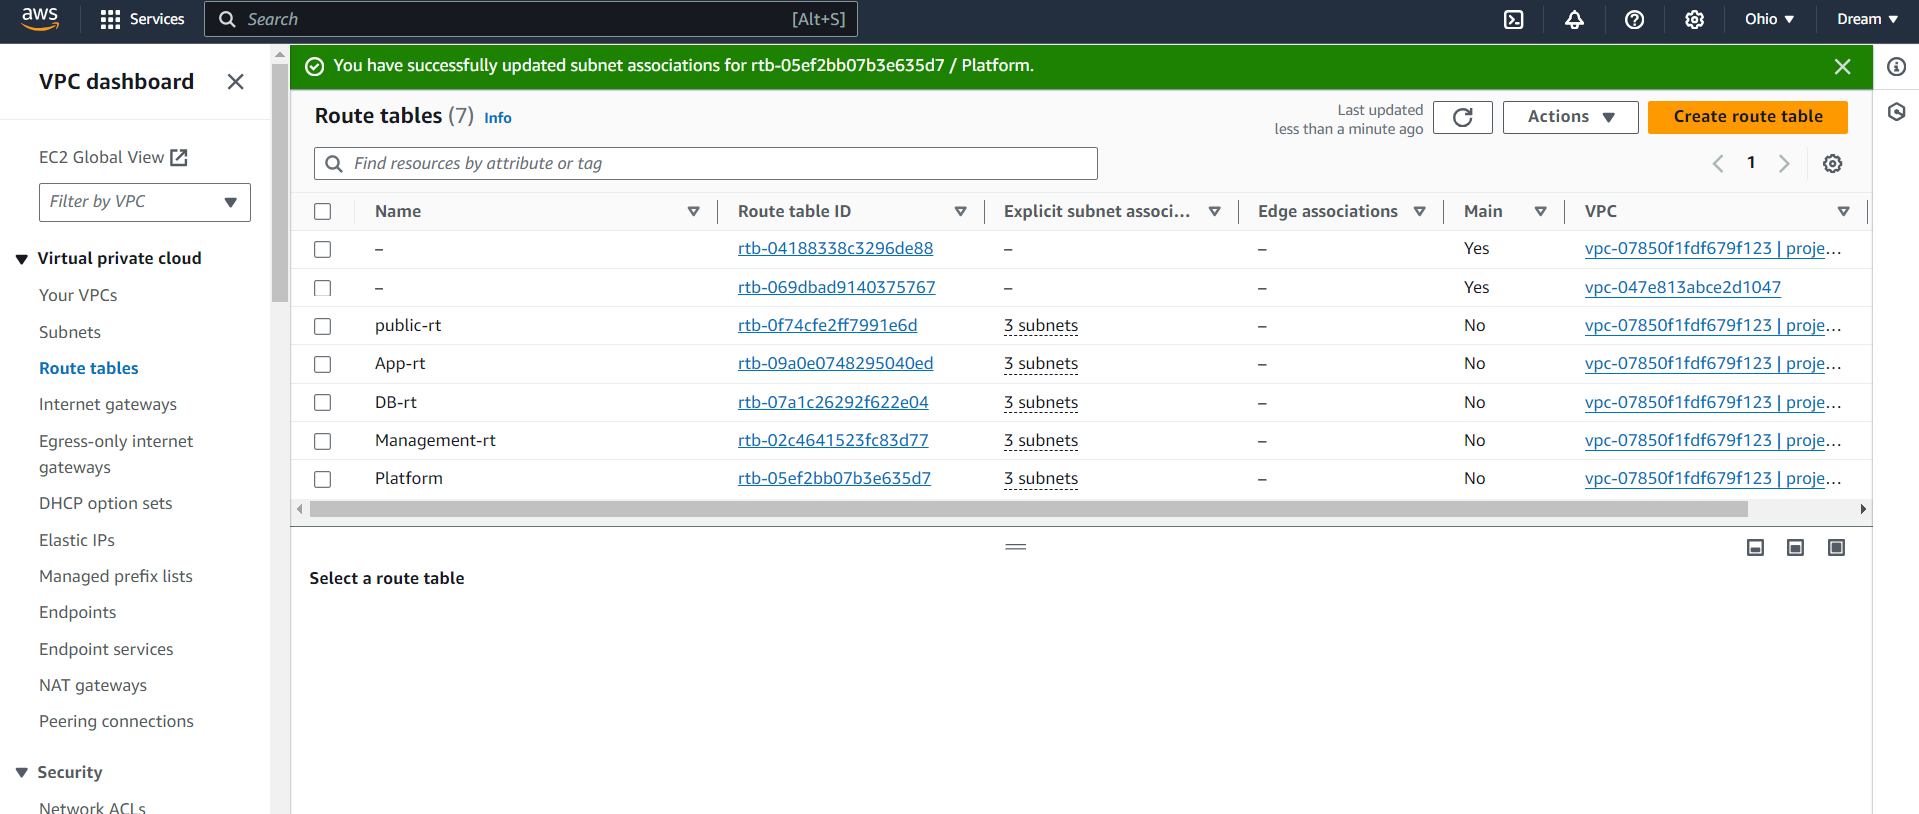 aws
Services
Search
[Alt+S]
Ohio
Dream
VPC dashboard
EC2 Global View
Filter by VPC
Virtual private cloud
Your VPCs
Subnets
Route tables
Internet gateways
Egress-only internet
gateways
DHCP option sets
Elastic IPs
Managed prefix lists
Endpoints
Endpoint services
NAT gateways
Peering connections
Security
Network ACLs
You have successfully updated subnet associations for rtb-05ef2bb07b3e635d7 / Platform.
Route tables (7) Info
Last updated
less than a minute ago
Actions
Create route table
Find resources by attribute or tag
1
Name Route table ID Explicit subnet associ... Edge associations Main VPC
– rtb-04188338c3296de88 – – Yes vpc-07850f1fdf679f123 | proje...
– rtb-069dbad9140375767 – – Yes vpc-047e813abce2d1047
public-rt rtb-0f74cfe2ff7991e6d 3 subnets – No vpc-07850f1fdf679f123 | proje...
App-rt rtb-09a0e0748295040ed 3 subnets – No vpc-07850f1fdf679f123 | proje...
DB-rt rtb-07a1c26292f622e04 3 subnets – No vpc-07850f1fdf679f123 | proje...
Management-rt rtb-02c4641523fc83d77 3 subnets – No vpc-07850f1fdf679f123 | proje...
Platform rtb-05ef2bb07b3e635d7 3 subnets – No vpc-07850f1fdf679f123 | proje...
Select a route table